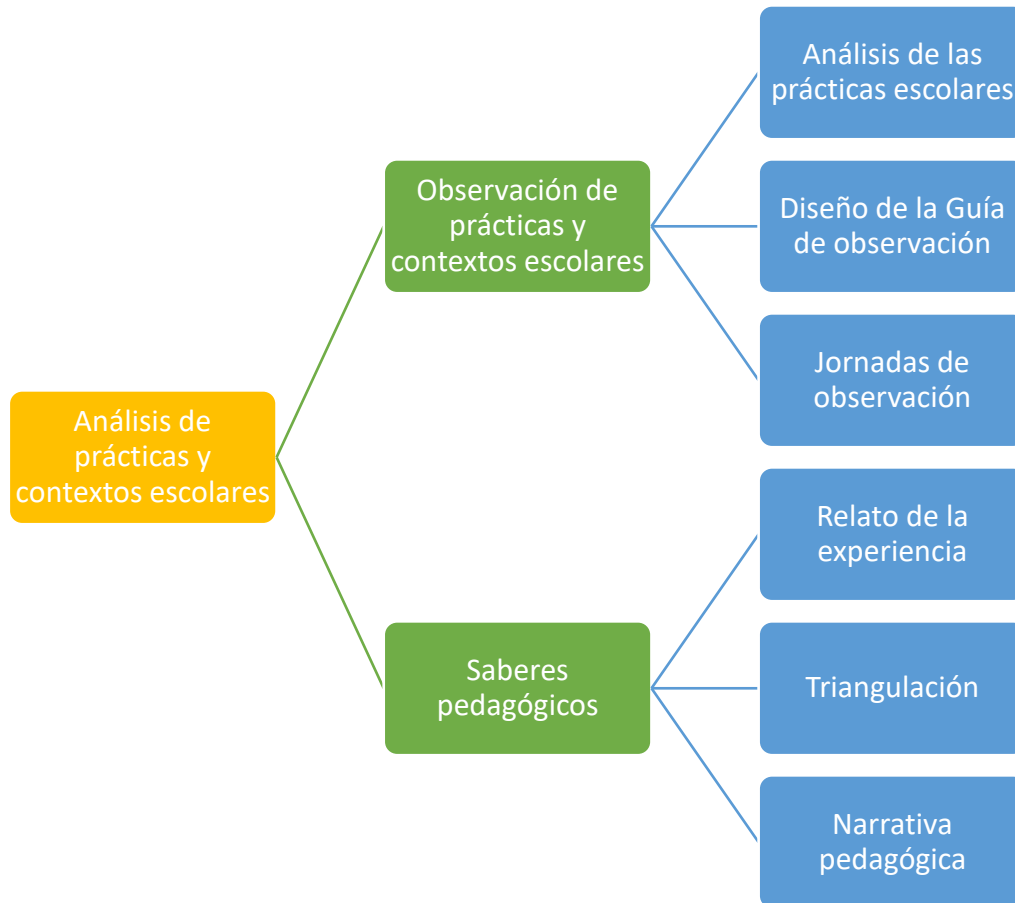 Análisis de
prácticas y
contextos escolares
Observación de
prácticas y
contextos escolares
Análisis de las
prácticas escolares
Diseño de la Guía
de observación
Jornadas de
observación
Saberes
pedagógicos
Relato de la
experiencia
Triangulación
Narrativa
pedagógica